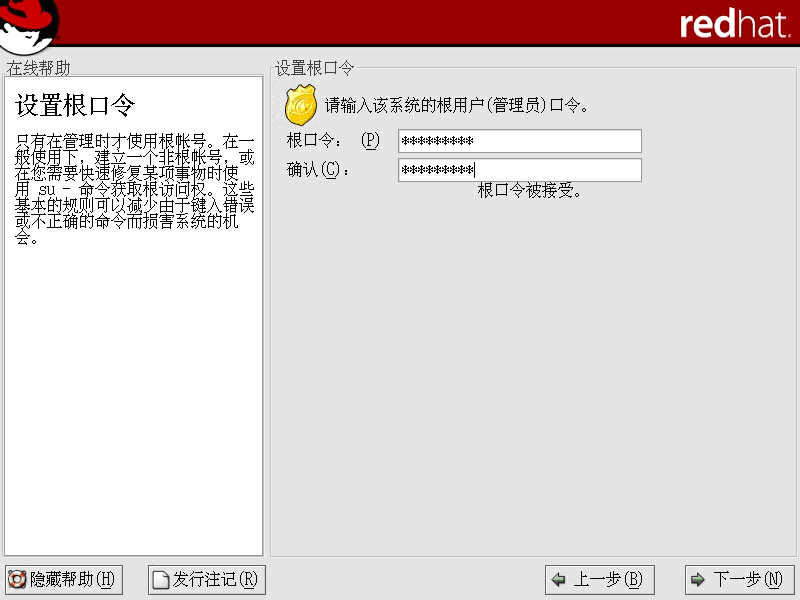 redhat.
在线帮助
设置根口令
只有在管理时才使用根帐号。在一
般使用下，建立一个非根帐号，或
在您需要快速修复某项事物时使
用 su - 命令获取根访问权。这些
基本的规则可以减少由于键入错误
或不正确的命令而损害系统的机
会。
设置根口令
请输入该系统的根用户(管理员)口令。
根口令： (P) *********
确认(C)： *********
根口令被接受。
隐藏帮助(H)
发行注记(R)
上一步(B)
下一步(N)